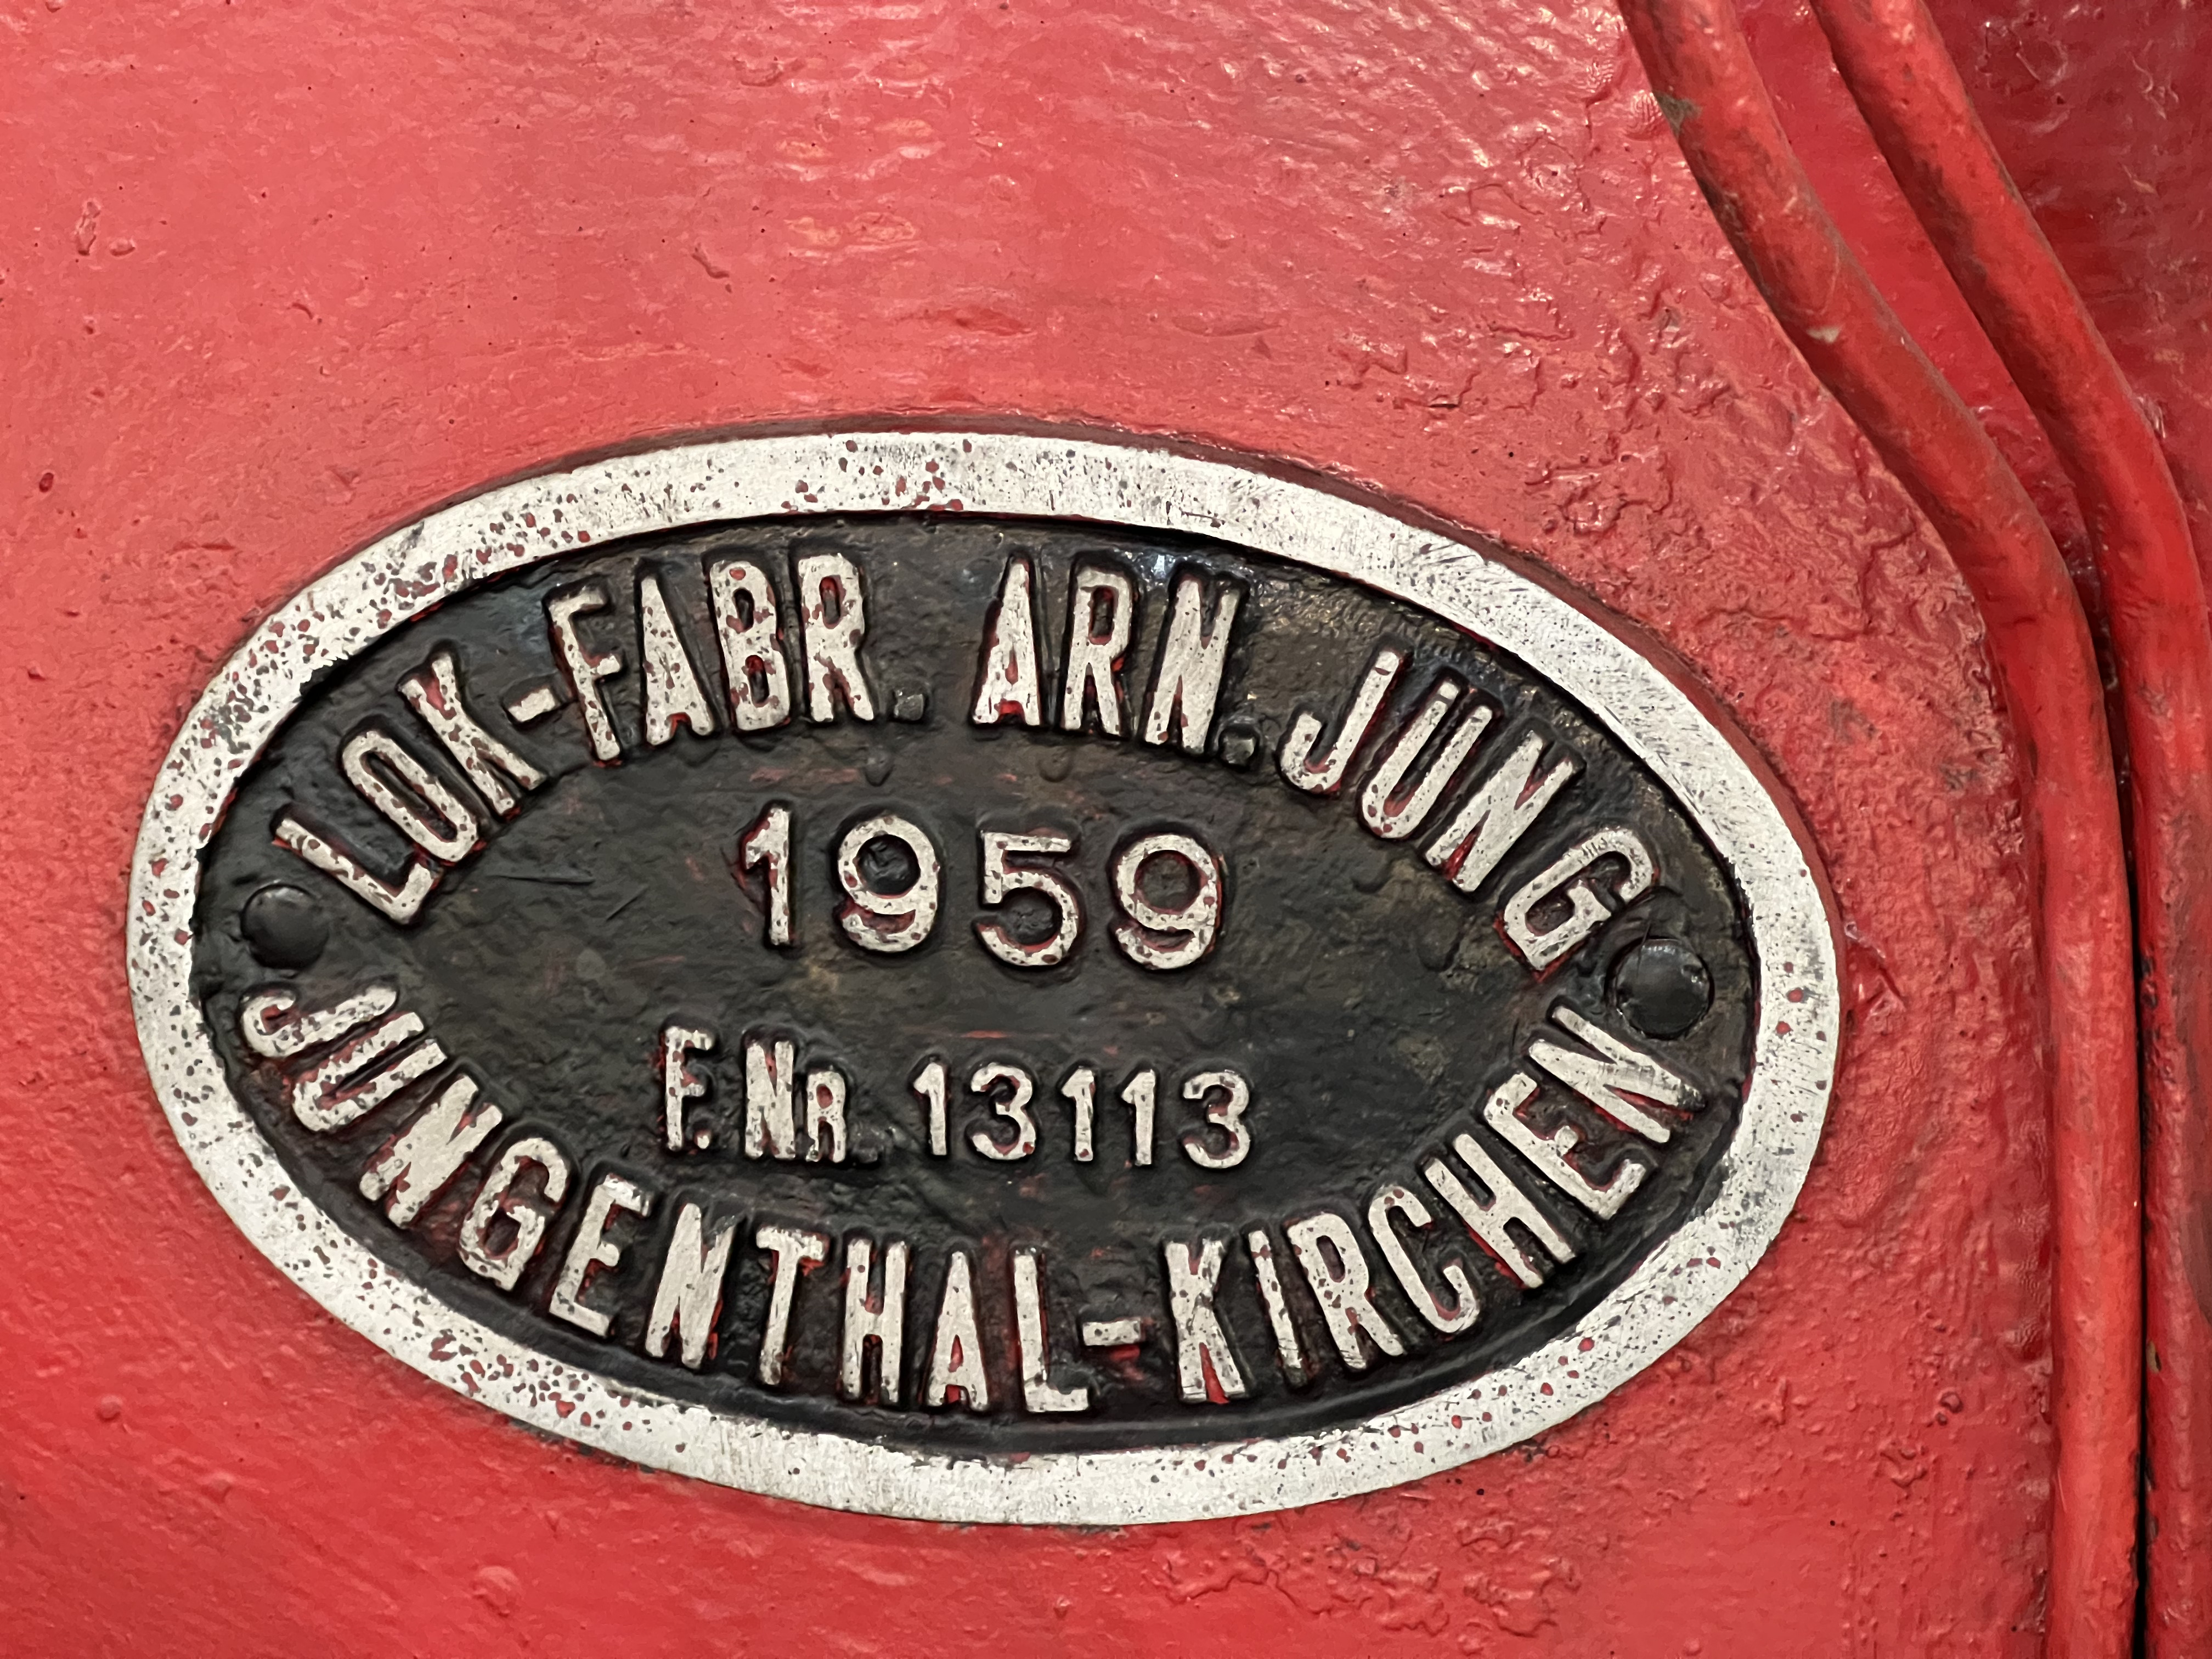 LOK-FABR. ARN. JUNG
1959
F. NR. 13113
JUNGENTHAL-KIRCHEN